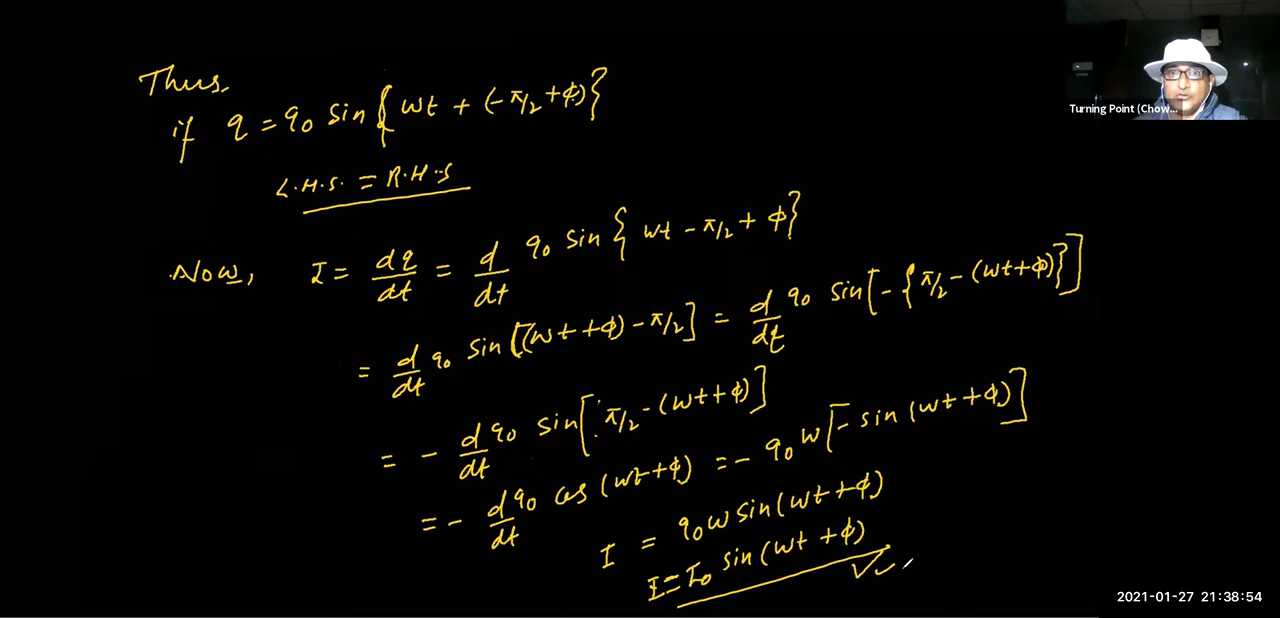 Thus.
if q = q₀ sin{ωt + (-π/2 + ϕ)}
L.H.S. = R.H.S
Now, I = dq/dt = d/dt q₀ sin{ωt - π/2 + ϕ}
= d/dt q₀ sin[(ωt + ϕ) - π/2] = d/dt q₀ sin[-{π/2 - (ωt + ϕ)}]
= - d/dt q₀ sin[π/2 - (ωt + ϕ)]
= - d/dt q₀ cos(ωt + ϕ) = - q₀ ω[- sin(ωt + ϕ)]
I = q₀ω sin(ωt + ϕ)
I = I₀ sin(ωt + ϕ)
Turning Point (Chow...
2021-01-27 21:38:54